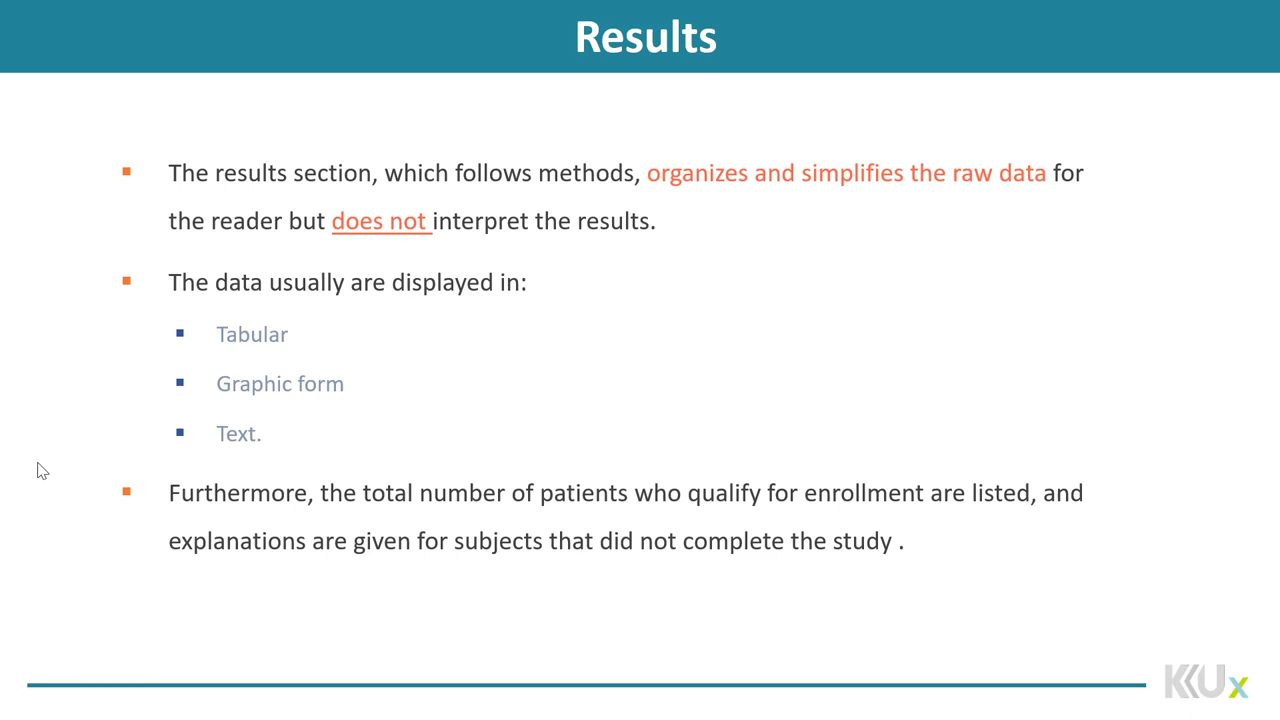 Results
The results section, which follows methods, organizes and simplifies the raw data for
the reader but does not interpret the results.
The data usually are displayed in:
Tabular
Graphic form
Text.
Furthermore, the total number of patients who qualify for enrollment are listed, and
explanations are given for subjects that did not complete the study .
KKUx